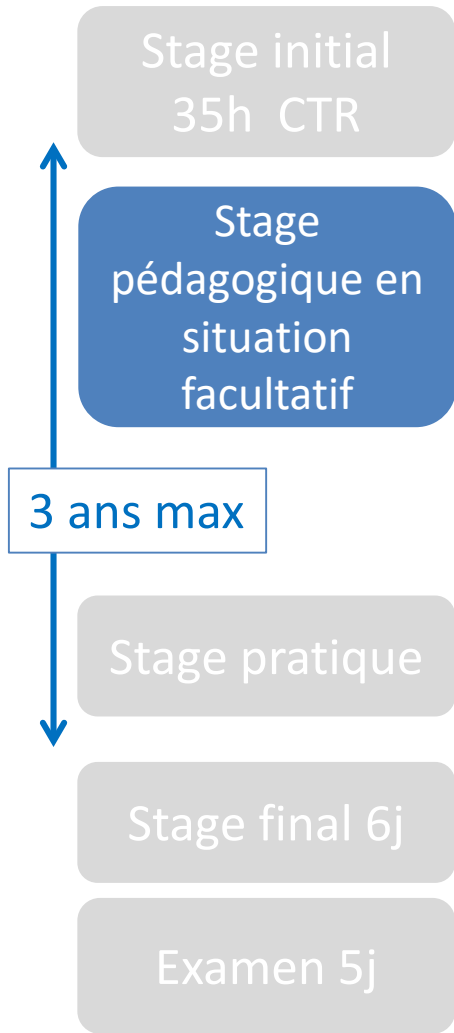 Stage initial
35h CTR
Stage
pédagogique en
situation
facultatif
3 ans max
Stage pratique
Stage final 6j
Examen 5j